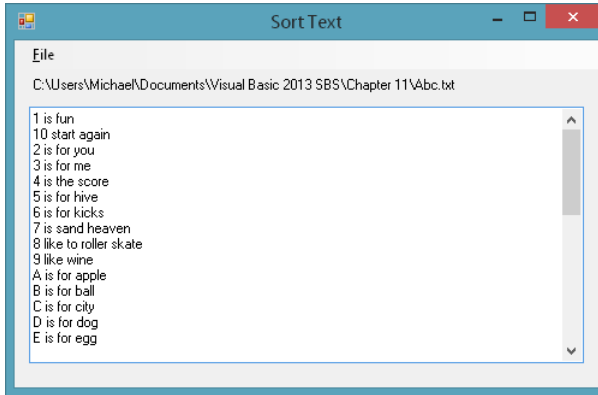 Sort Text
File
C:\Users\Michael\Documents\Visual Basic 2013 SBS\Chapter 11\Abc.txt
1 is fun
10 start again
2 is for you
3 is for me
4 is the score
5 is for hive
6 is for kicks
7 is sand heaven
8 like to roller skate
9 like wine
A is for apple
B is for ball
C is for city
D is for dog
E is for egg